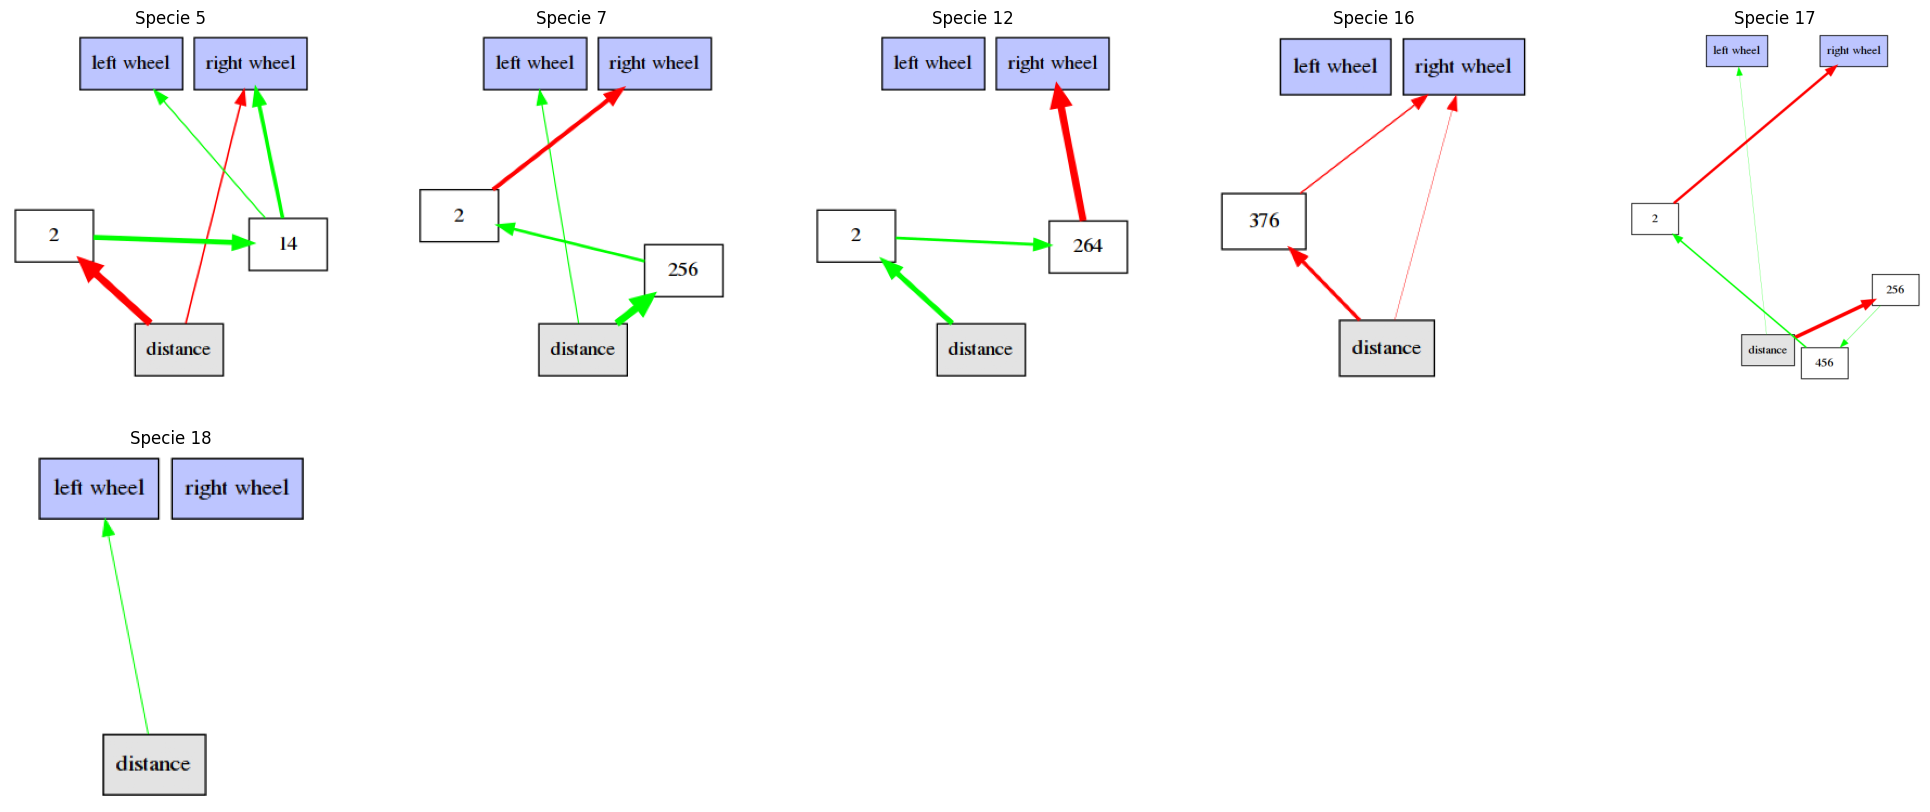 Specie 5
left wheel right wheel
2
14
distance
Specie 7
left wheel right wheel
2
256
distance
Specie 12
left wheel right wheel
2
264
distance
Specie 16
left wheel right wheel
376
distance
Specie 17
left wheel right wheel
2
256
distance
456
Specie 18
left wheel right wheel
distance